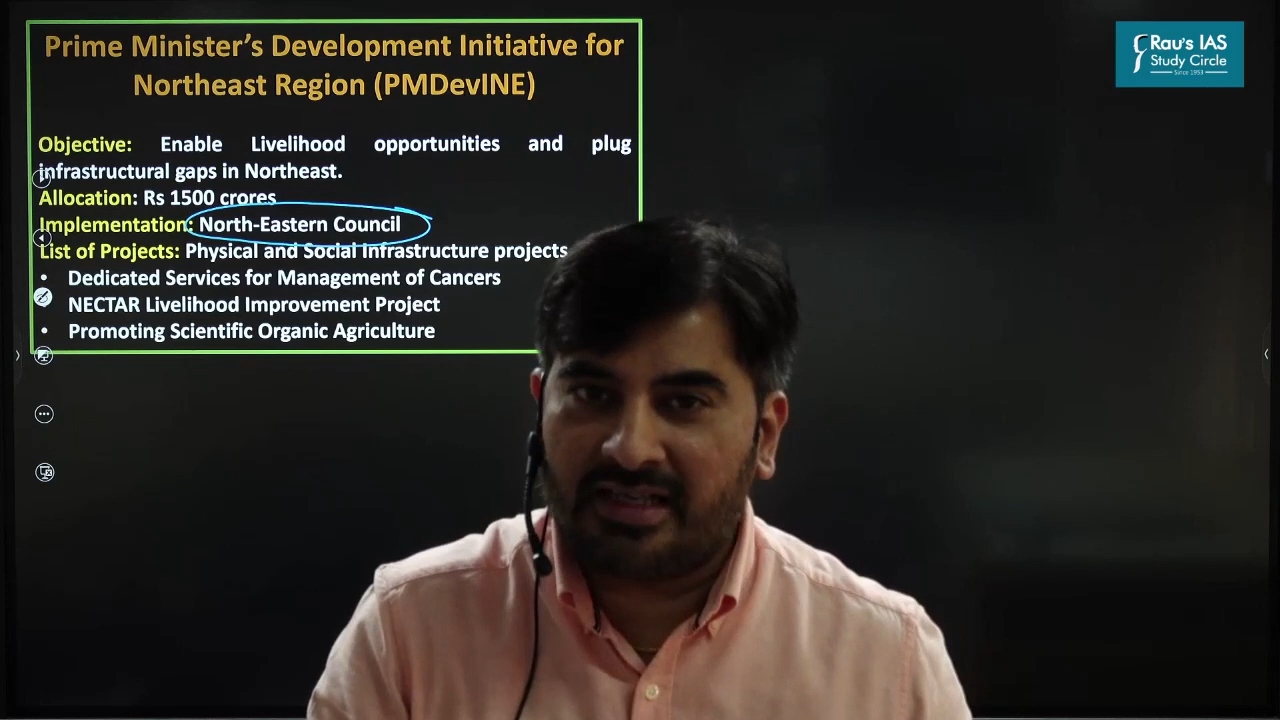 Prime Minister’s Development Initiative for
Northeast Region (PMDevINE)
Objective: Enable Livelihood opportunities and plug
infrastructural gaps in Northeast.
Allocation: Rs 1500 crores
Implementation: North-Eastern Council
List of Projects: Physical and Social Infrastructure projects
• Dedicated Services for Management of Cancers
• NECTAR Livelihood Improvement Project
• Promoting Scientific Organic Agriculture
Rau's IAS
Study Circle
Since 1953